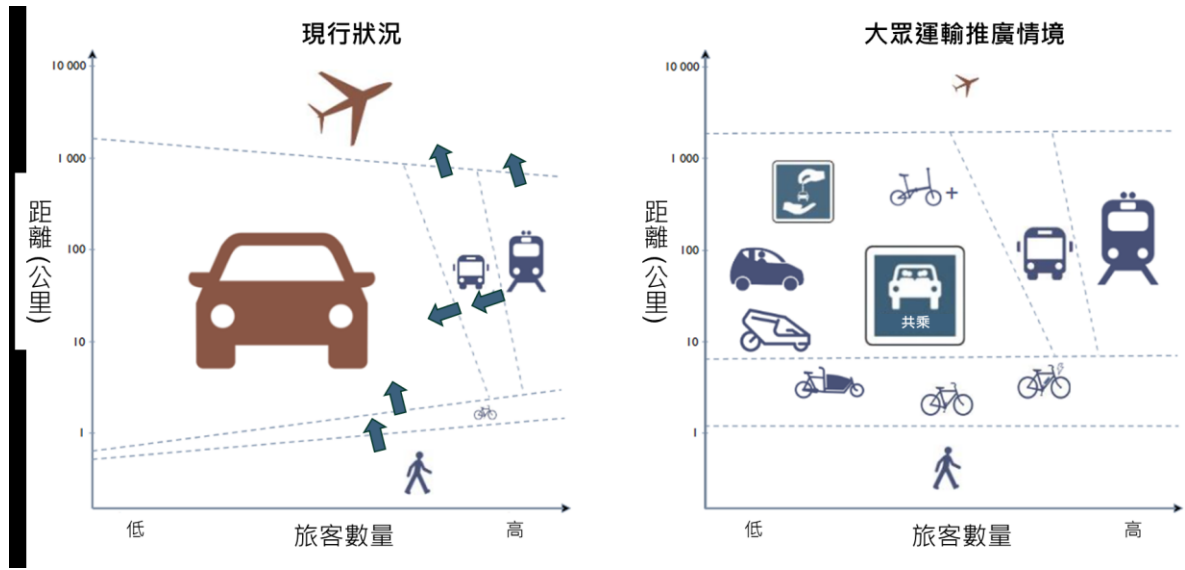 現行狀況
10 000
1 000
100
10
1
距離(公里)
低
旅客數量
高
大眾運輸推廣情境
10 000
1 000
100
10
1
距離(公里)
+
共乘
低
旅客數量
高